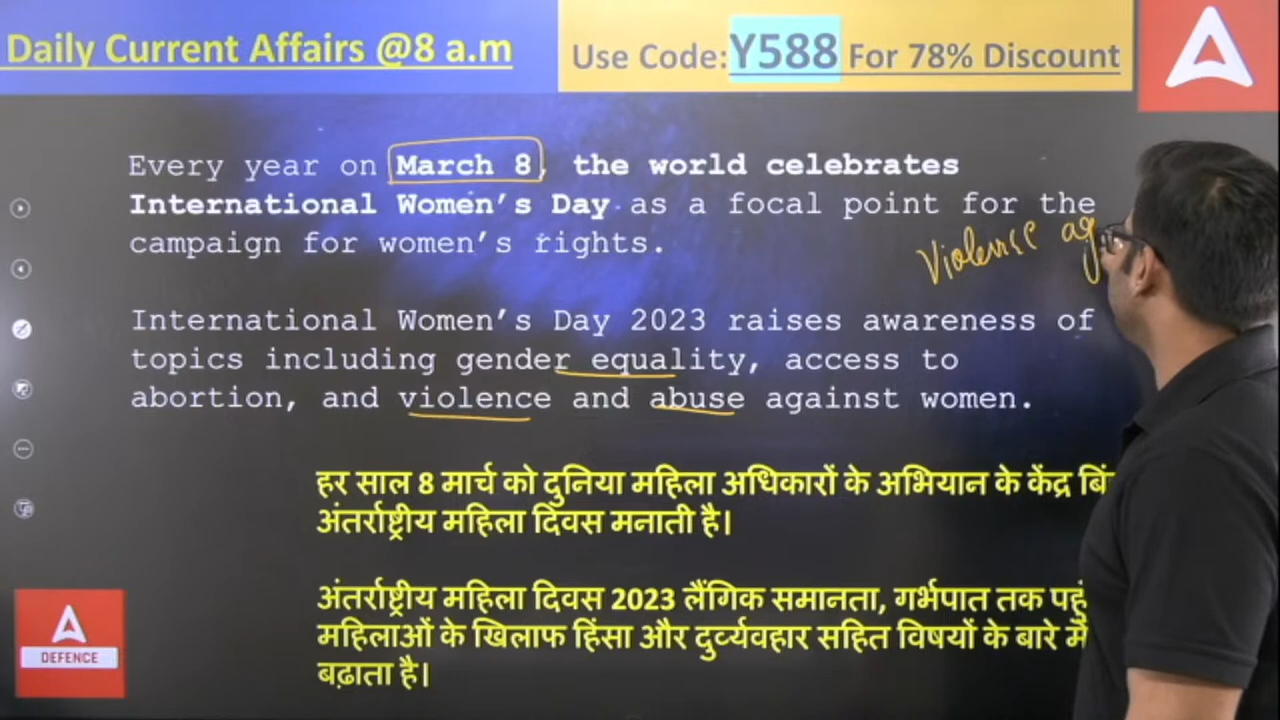 Daily Current Affairs @8 a.m
Use Code:Y588 For 78% Discount
Every year on March 8, the world celebrates
International Women's Day as a focal point for the
campaign for women's rights.
Violence ag
International Women's Day 2023 raises awareness of
topics including gender equality, access to
abortion, and violence and abuse against women.
हर साल 8 मार्च को दुनिया महिला अधिकारों के अभियान के केंद्र
अंतर्राष्ट्रीय महिला दिवस मनाती है।
अंतर्राष्ट्रीय महिला दिवस 2023 लैंगिक समानता, गर्भपात तक
महिलाओं के खिलाफ हिंसा और दुर्व्यवहार सहित विषयों के बारे में
बढ़ाता है।
DEFENCE